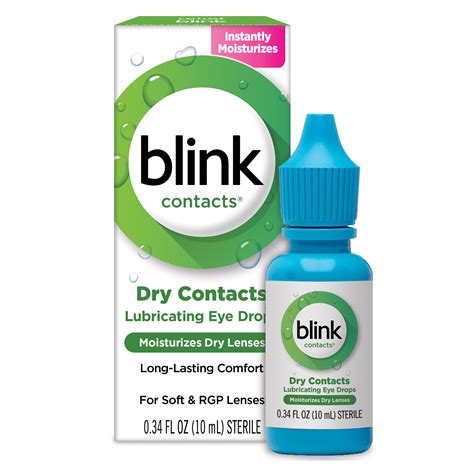 Instantly
Moisturizes
blink
contacts®
Dry Contacts
Lubricating Eye Drops
Moisturizes Dry Lenses
Long-Lasting Comfort
For Soft & RGP Lenses
0.34 FL OZ (10 mL) STERILE
blink
contacts®
Dry Contacts
Lubricating Eye Drops
Moisturizes Dry Lenses
0.34 FL OZ (10 mL) STERILE